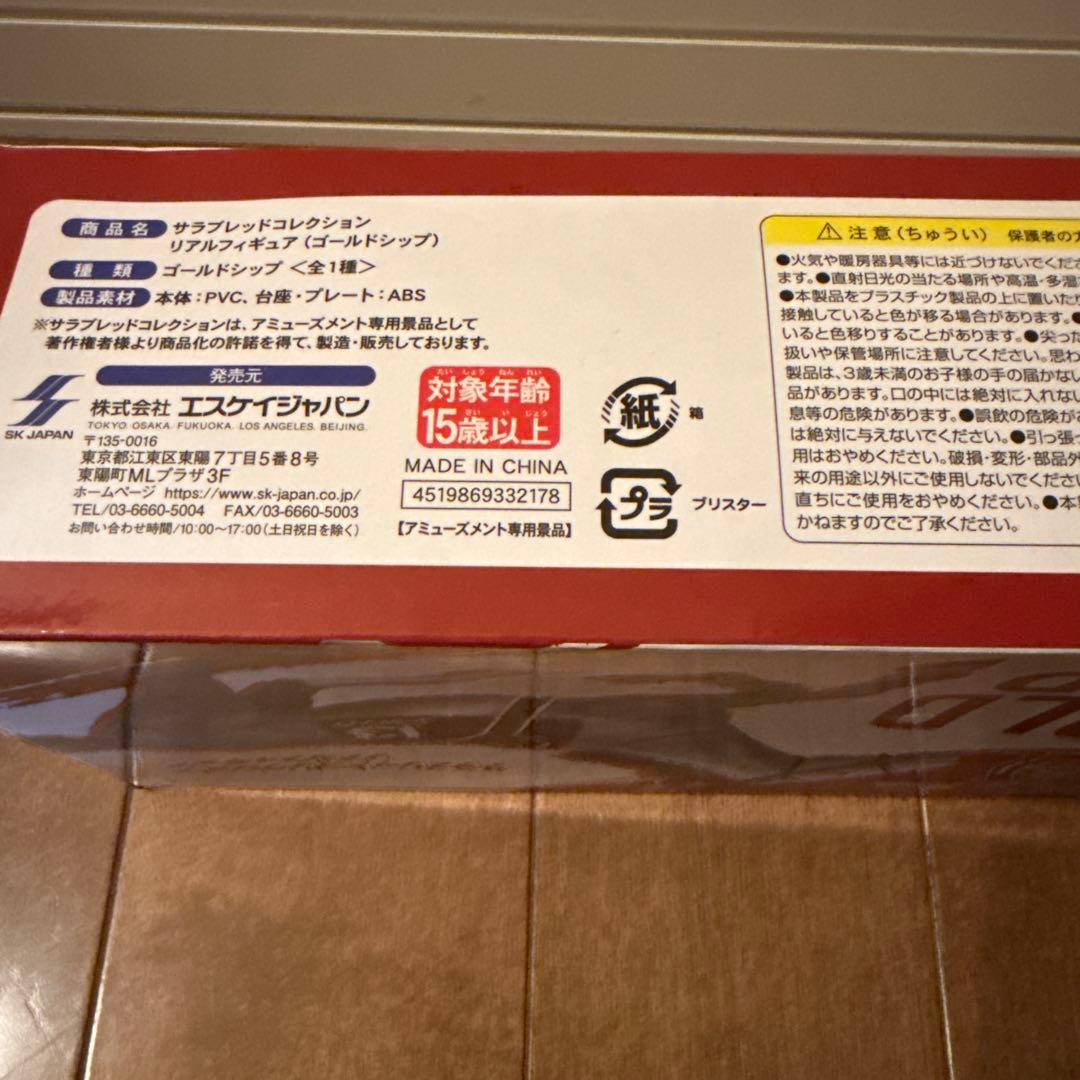 商品名 サラブレッドコレクション
リアルフィギュア(ゴールドシップ)
種類 ゴールドシップ <全1種>
製品素材 本体:PVC、台座・プレート:ABS
※サラブレッドコレクションは、アミューズメント専用景品として
著作権者様より商品化の許諾を得て、製造・販売しております。
発売元
SK JAPAN
株式会社 エスケイジャパン
TOKYO. OSAKA. FUKUOKA. LOS ANGELES. BEIJING.
〒135-0016
東京都江東区東陽7丁目5番8号
東陽町MLプラザ3F
ホームページ https://www.sk-japan.co.jp/
TEL/03-6660-5004 FAX/03-6660-5003
お問い合わせ時間/10:00〜17:00(土日祝日を除く)
たいしょうねんれい
対象年齢
さいいじょう
15歳以上
MADE IN CHINA
4519869332178
【アミューズメント専用景品】
紙 箱
プラ ブリスター
⚠注意(ちゅうい) 保護者の
●火気や暖房器具等には近づけないでくださ
ます。●直射日光の当たる場所や高温・多湿
●本製品をプラスチック製品の上に置いたり
接触していると色が移る場合があります。●
いると色移りすることがあります。●尖った
扱いや保管場所に注意してください。思わ
製品は、3歳未満のお子様の手の届かない
品があります。口の中には絶対に入れない
息等の危険があります。●誤飲の危険が
は絶対に与えないでください。●引っ張っ
用はおやめください。破損・変形・部品外
来の用途以外にご使用しないでください
直ちにご使用をおやめください。●本
かねますのでご了承ください。